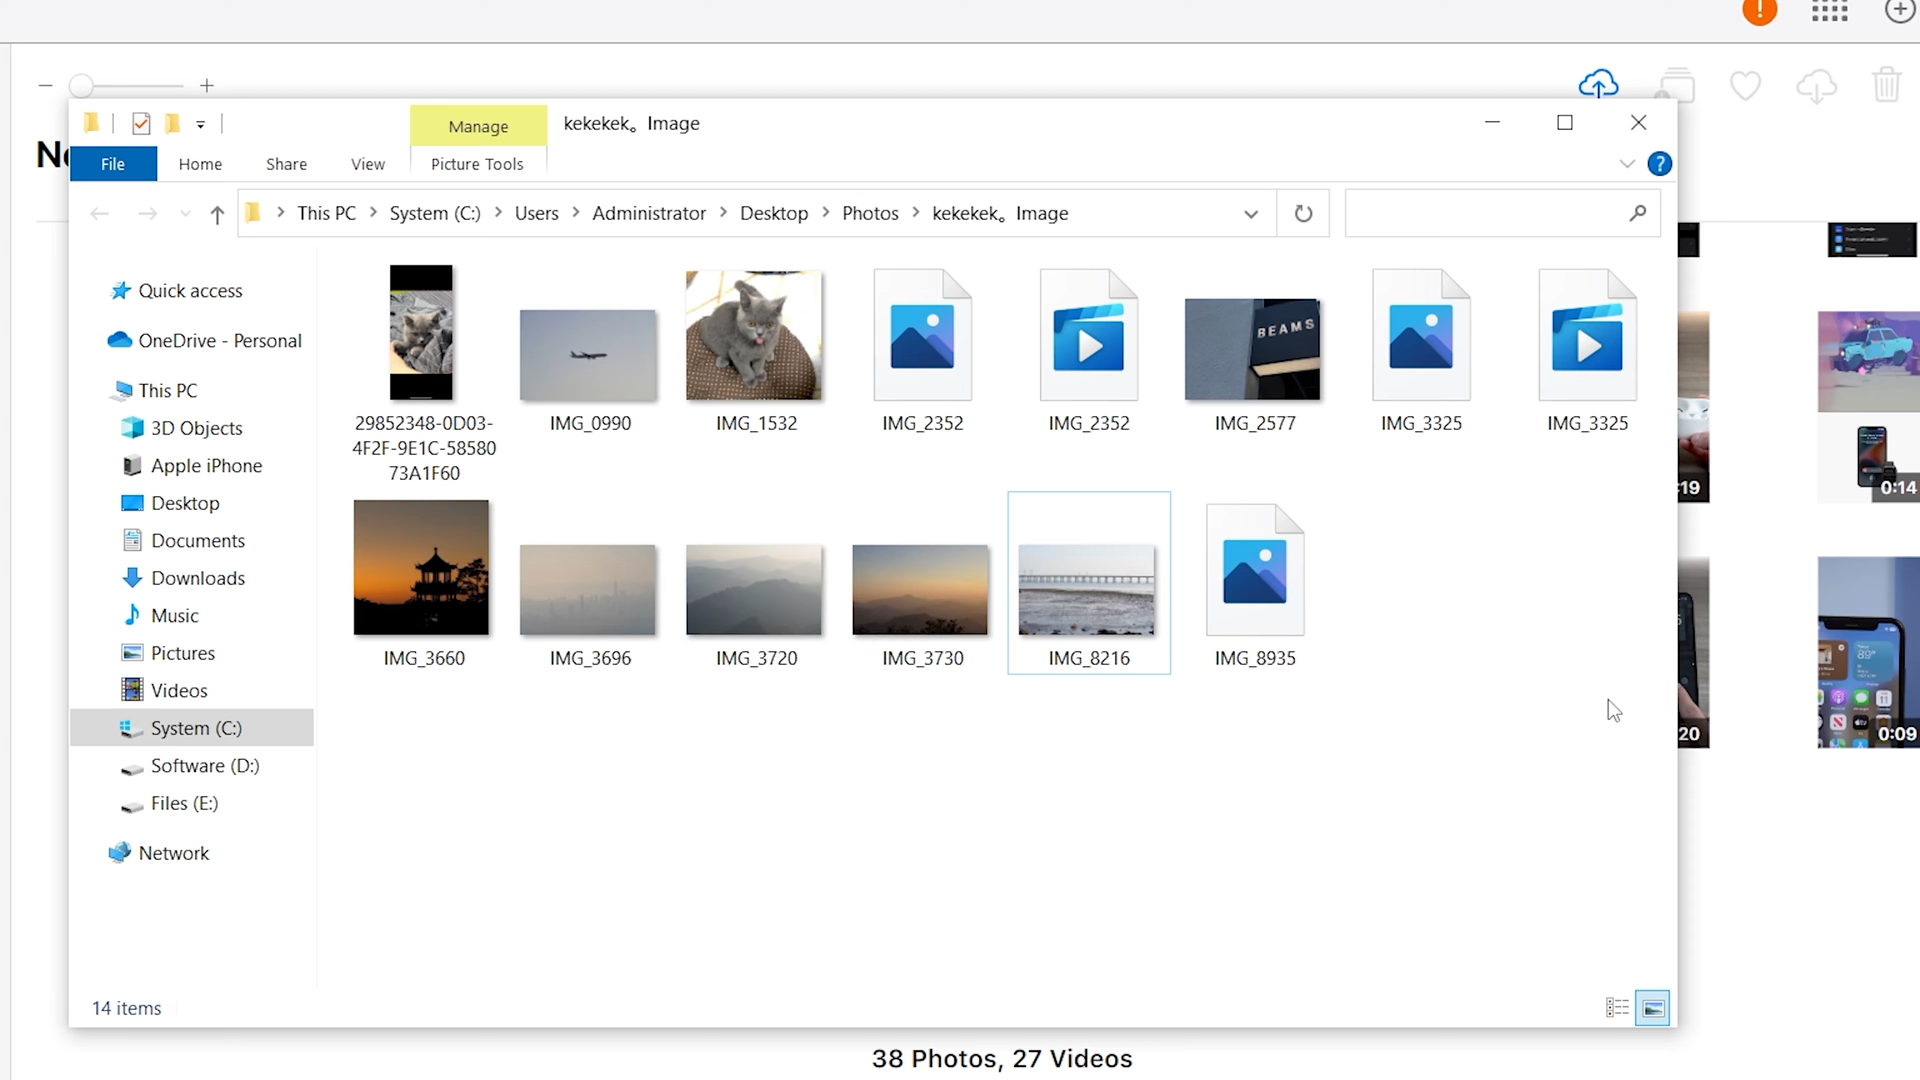 !
Manage
kekekek。Image
File
Home
Share
View
Picture Tools
?
This PC
System (C:)
Users
Administrator
Desktop
Photos
kekekek。Image
Quick access
OneDrive - Personal
This PC
3D Objects
Apple iPhone
Desktop
Documents
Downloads
Music
Pictures
Videos
System (C:)
Software (D:)
Files (E:)
Network
BEAMS
29852348-0D03-
4F2F-9E1C-58580
73A1F60
IMG_0990
IMG_1532
IMG_2352
IMG_2352
IMG_2577
IMG_3325
IMG_3325
IMG_3660
IMG_3696
IMG_3720
IMG_3730
IMG_8216
IMG_8935
:19
0:14
89°
20
0:09
14 items
38 Photos, 27 Videos